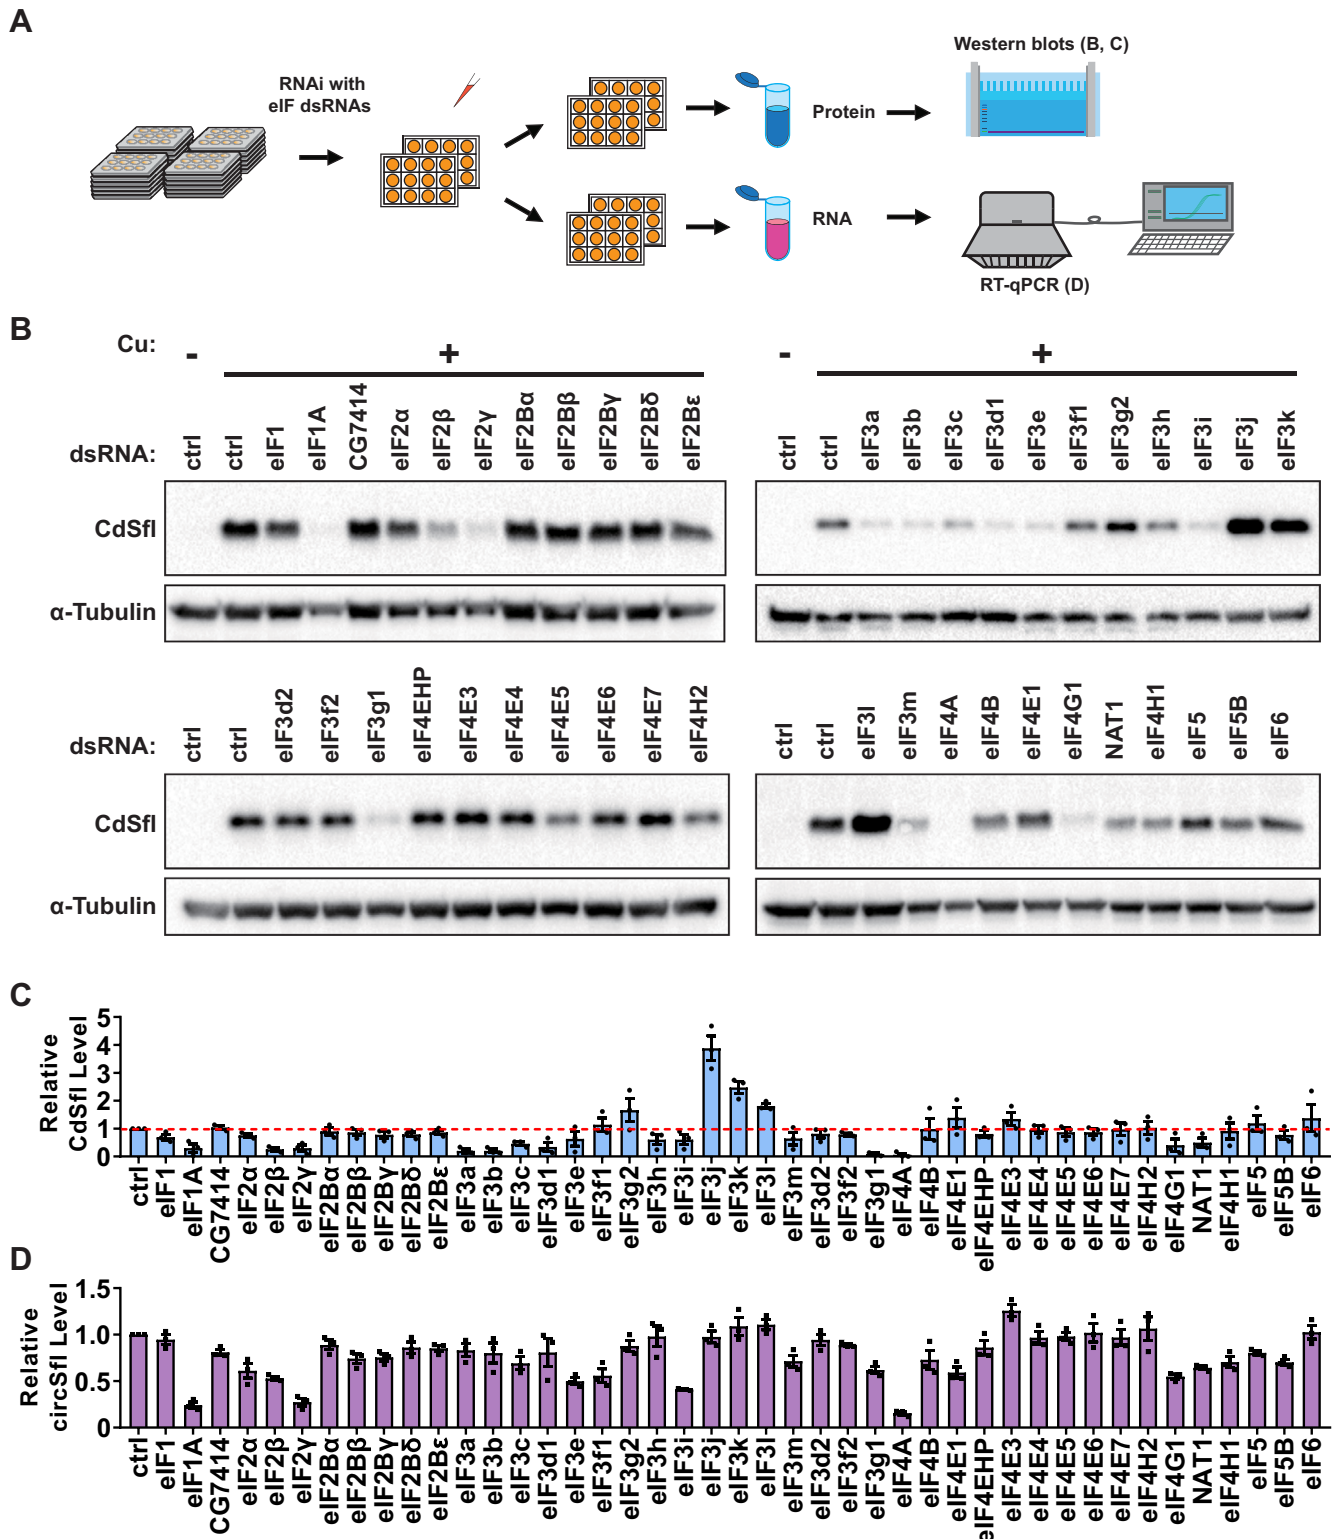 A
RNAi with
eIF dsRNAs
Protein
Western blots (B, C)
RNA
RT-qPCR (D)
B
Cu: - + - +
dsRNA: ctrl ctrl eIF1 eIF1A CG7414 eIF2α eIF2β eIF2γ eIF2Bα eIF2Bβ eIF2Bγ eIF2Bδ eIF2Bε ctrl ctrl eIF3a eIF3b eIF3c eIF3d1 eIF3e eIF3f1 eIF3g2 eIF3h eIF3i eIF3j eIF3k
CdSfl
α-Tubulin
dsRNA: ctrl ctrl eIF3d2 eIF3f2 eIF3g1 eIF4EHP eIF4E3 eIF4E4 eIF4E5 eIF4E6 eIF4E7 eIF4H2 ctrl ctrl eIF3l eIF3m eIF4A eIF4B eIF4E1 eIF4G1 NAT1 eIF4H1 eIF5 eIF5B eIF6
CdSfl
α-Tubulin
C
Relative
CdSfl Level
5
4
3
2
1
0
ctrl eIF1 eIF1A CG7414 eIF2α eIF2β eIF2γ eIF2Bα eIF2Bβ eIF2Bγ eIF2Bδ eIF2Bε eIF3a eIF3b eIF3c eIF3d1 eIF3e eIF3f1 eIF3g2 eIF3h eIF3i eIF3j eIF3k eIF3l eIF3m eIF3d2 eIF3f2 eIF3g1 eIF4A eIF4B eIF4E1 eIF4EHP eIF4E3 eIF4E4 eIF4E5 eIF4E6 eIF4E7 eIF4H2 eIF4G1 NAT1 eIF4H1 eIF5 eIF5B eIF6
D
Relative
circSfl Level
1.5
1.0
0.5
0
ctrl eIF1 eIF1A CG7414 eIF2α eIF2β eIF2γ eIF2Bα eIF2Bβ eIF2Bγ eIF2Bδ eIF2Bε eIF3a eIF3b eIF3c eIF3d1 eIF3e eIF3f1 eIF3g2 eIF3h eIF3i eIF3j eIF3k eIF3l eIF3m eIF3d2 eIF3f2 eIF3g1 eIF4A eIF4B eIF4E1 eIF4EHP eIF4E3 eIF4E4 eIF4E5 eIF4E6 eIF4E7 eIF4H2 eIF4G1 NAT1 eIF4H1 eIF5 eIF5B eIF6